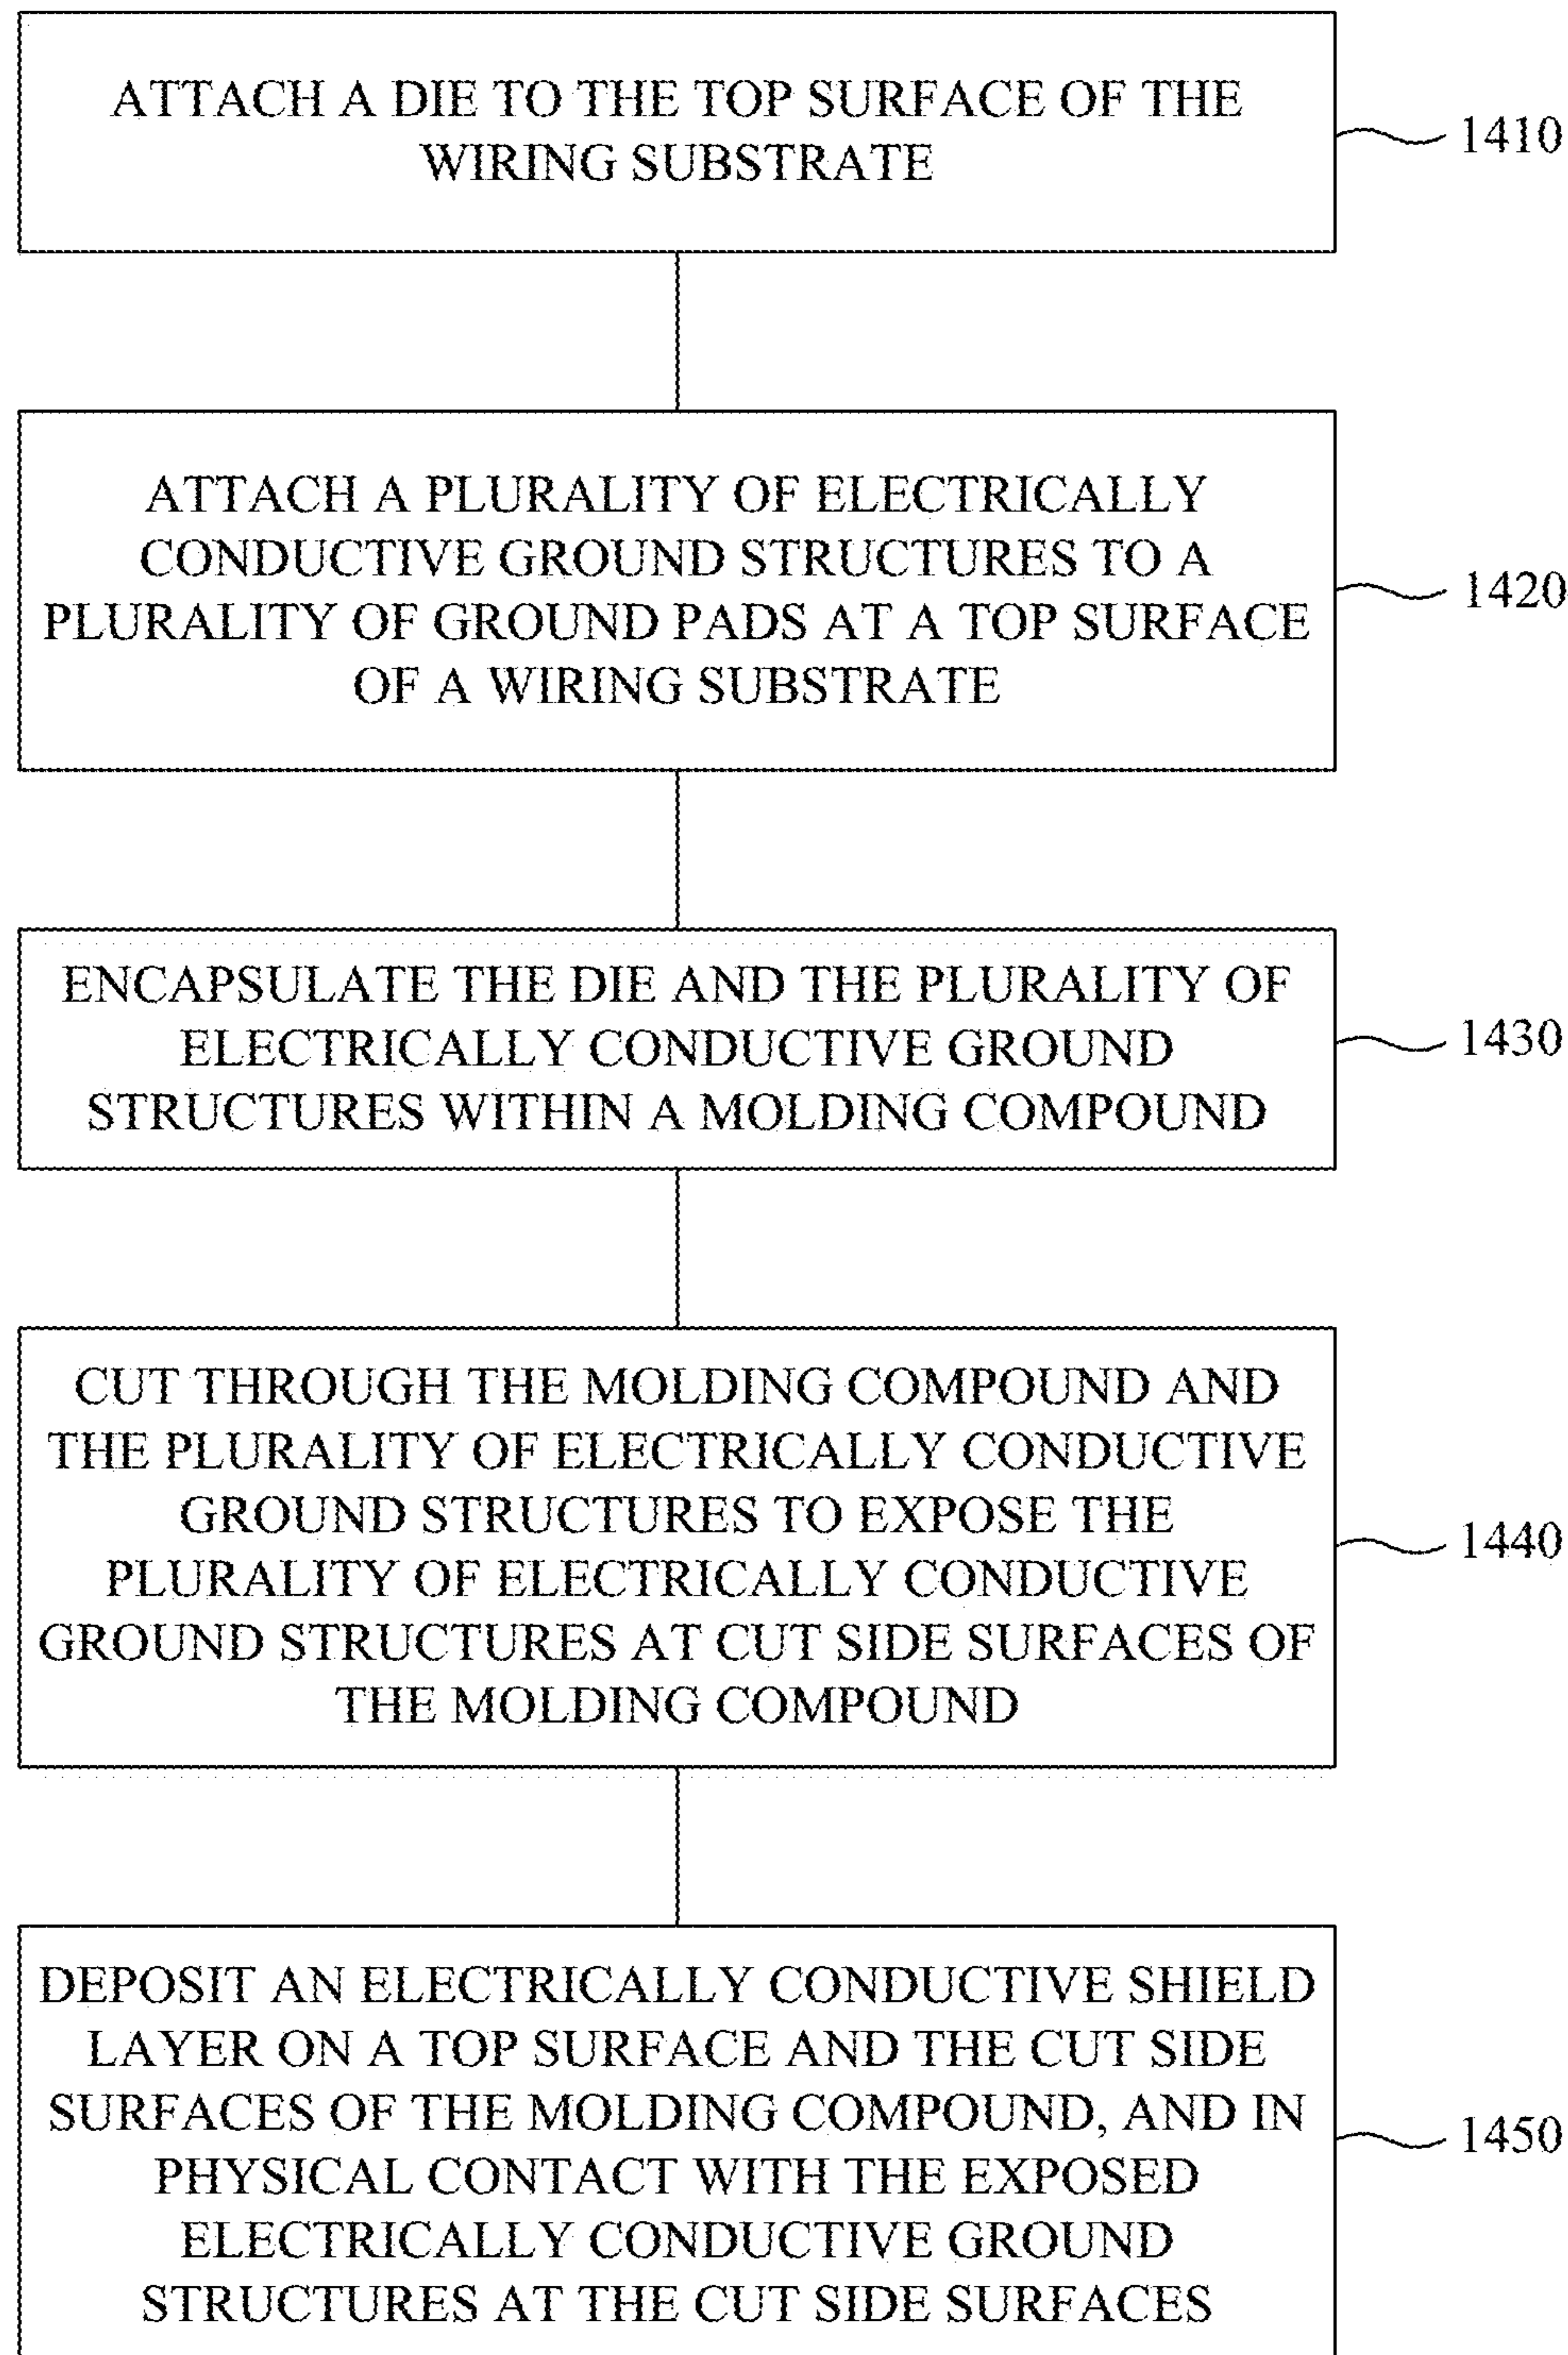 ATTACH A DIE TO THE TOP SURFACE OF THE
WIRING SUBSTRATE
1410
ATTACH A PLURALITY OF ELECTRICALLY
CONDUCTIVE GROUND STRUCTURES TO A
PLURALITY OF GROUND PADS AT A TOP SURFACE
OF A WIRING SUBSTRATE
1420
ENCAPSULATE THE DIE AND THE PLURALITY OF
ELECTRICALLY CONDUCTIVE GROUND
STRUCTURES WITHIN A MOLDING COMPOUND
1430
CUT THROUGH THE MOLDING COMPOUND AND
THE PLURALITY OF ELECTRICALLY CONDUCTIVE
GROUND STRUCTURES TO EXPOSE THE
PLURALITY OF ELECTRICALLY CONDUCTIVE
GROUND STRUCTURES AT CUT SIDE SURFACES OF
THE MOLDING COMPOUND
1440
DEPOSIT AN ELECTRICALLY CONDUCTIVE SHIELD
LAYER ON A TOP SURFACE AND THE CUT SIDE
SURFACES OF THE MOLDING COMPOUND, AND IN
PHYSICAL CONTACT WITH THE EXPOSED
ELECTRICALLY CONDUCTIVE GROUND
STRUCTURES AT THE CUT SIDE SURFACES
1450